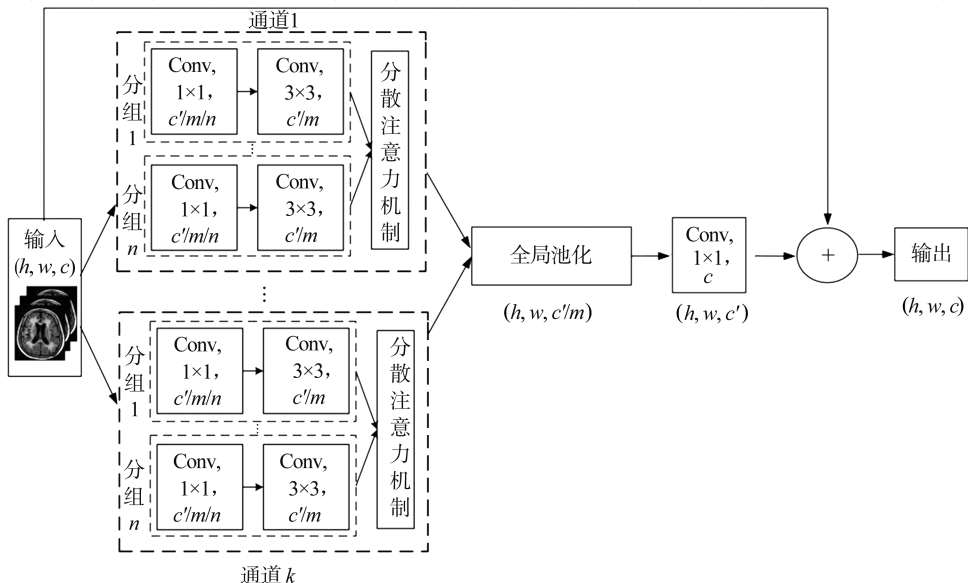 通道1
分组1
Conv,
1×1,
c′/m/n
Conv,
3×3,
c′/m
⋮
分组n
Conv,
1×1,
c′/m/n
Conv,
3×3,
c′/m
分散注意力机制
输入
(h, w, c)
…
分组1
Conv,
1×1,
c′/m/n
Conv,
3×3,
c′/m
⋮
分组n
Conv,
1×1,
c′/m/n
Conv,
3×3,
c′/m
分散注意力机制
通道 k
全局池化
(h, w, c′/m)
Conv,
1×1,
c
(h, w, c′)
+
输出
(h, w, c)